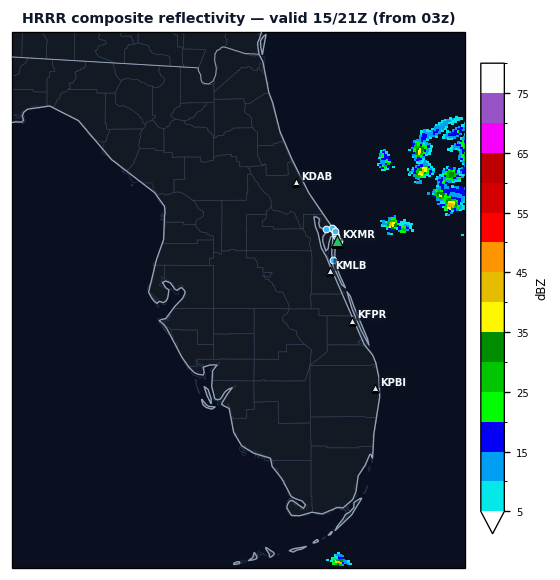 HRRR composite reflectivity — valid 15/21Z (from 03z)
KDAB
KXMR
KMLB
KFPR
KPBI
75
65
55
45
35
25
15
5
dBZ